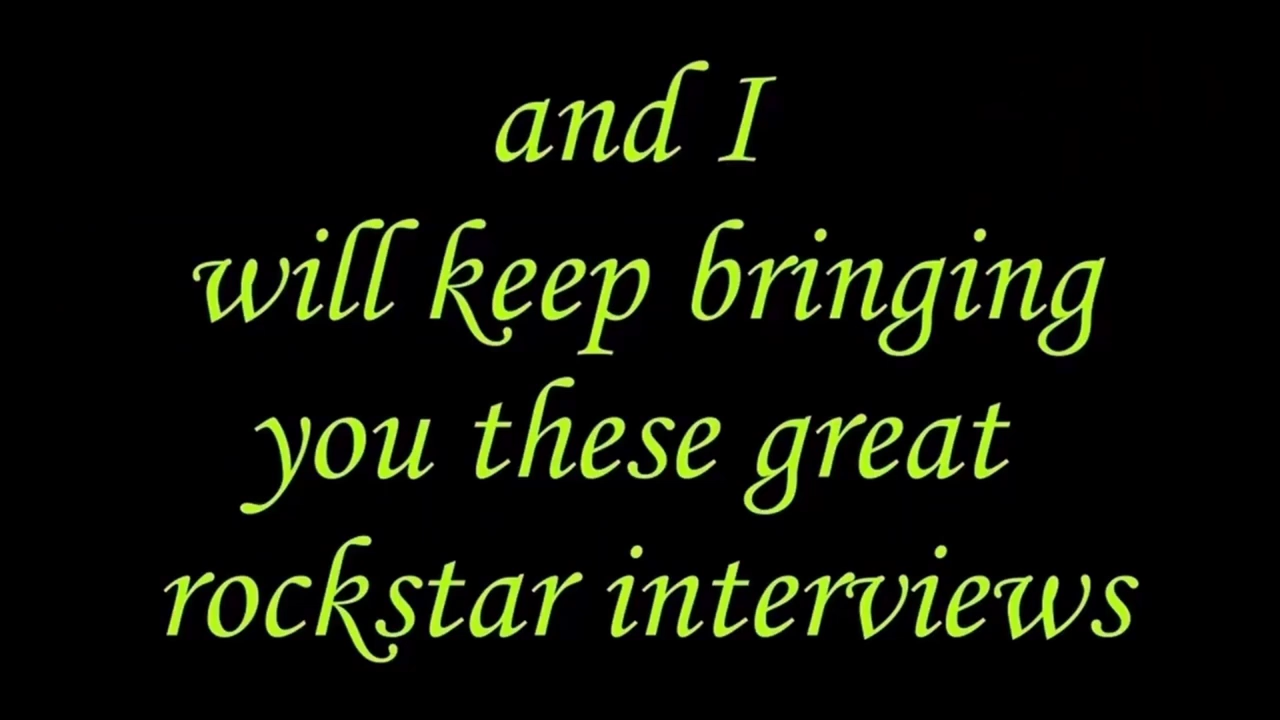 and I
will keep bringing
you these great
rockstar interviews